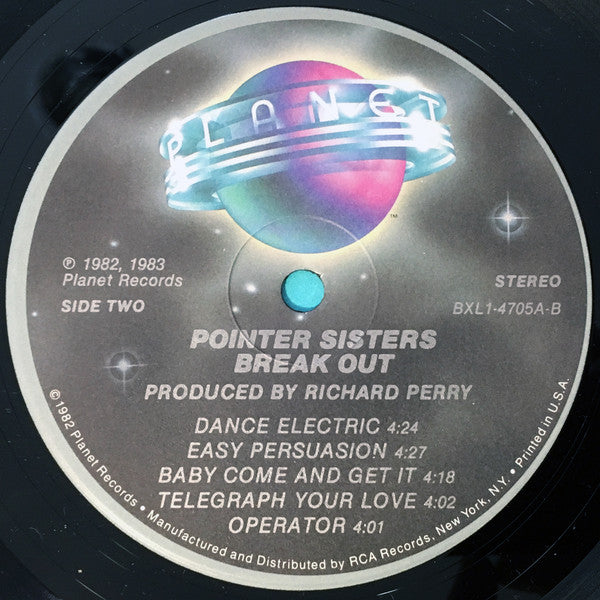 PLANET
™
℗ 1982, 1983
Planet Records
SIDE TWO
STEREO
BXL1-4705A-B
POINTER SISTERS
BREAK OUT
PRODUCED BY RICHARD PERRY
DANCE ELECTRIC 4:24
EASY PERSUASION 4:27
BABY COME AND GET IT 4:18
TELEGRAPH YOUR LOVE 4:02
OPERATOR 4:01
©1982 Planet Records • Manufactured and Distributed by RCA Records, New York, N.Y. • Printed in U.S.A.